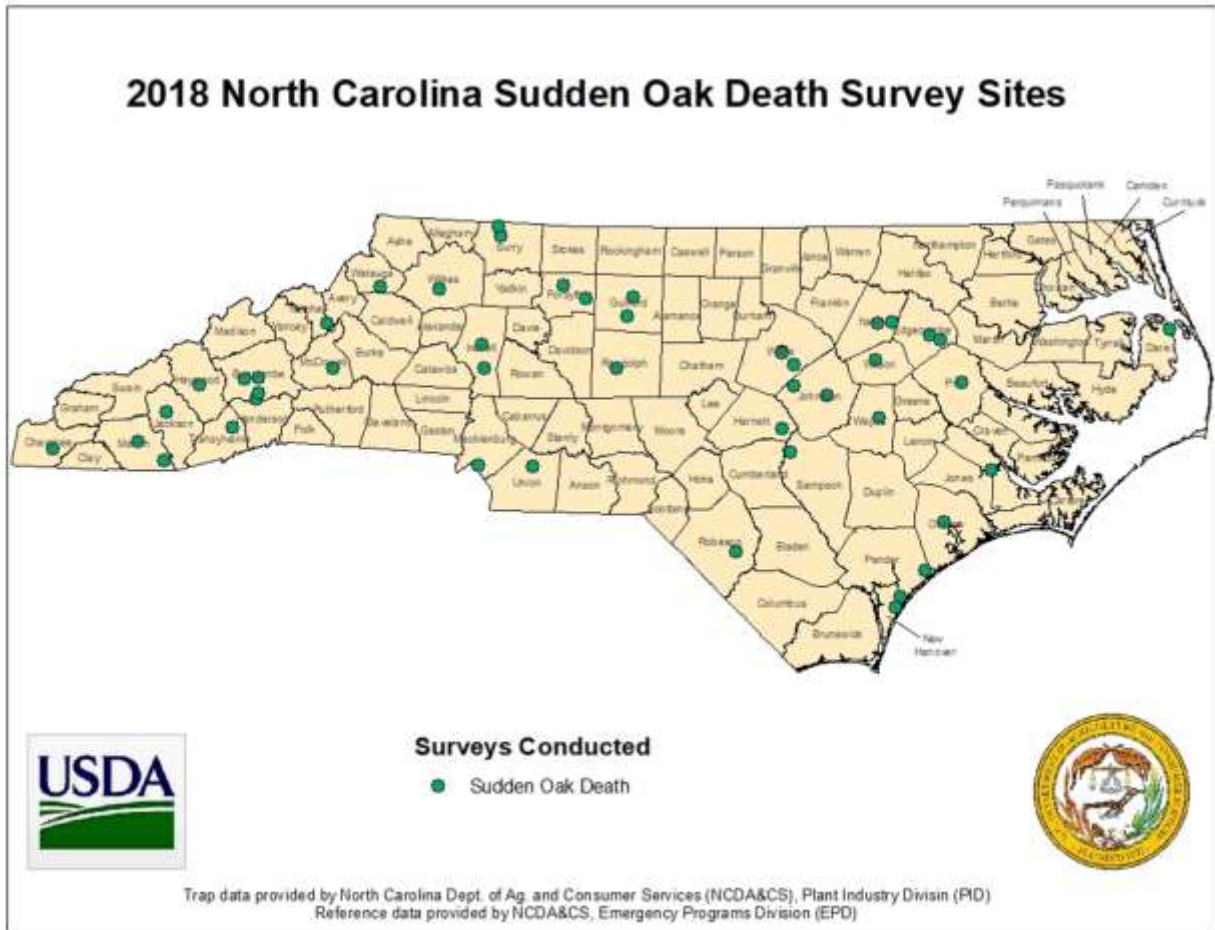 2018 North Carolina Sudden Oak Death Survey Sites
Pasquotank
Camden
Perquimans
Currituck
Ashe
Alleghany
Surry
Stokes
Rockingham
Caswell
Person
Granville
Vance
Warren
Northampton
Gates
Hertford
Halifax
Watauga
Wilkes
Yadkin
Forsyth
Guilford
Orange
Durham
Franklin
Nash
Edgecombe
Bertie
Martin
Washington
Tyrrell
Dare
Avery
Mitchell
Yancey
Madison
Caldwell
Alexander
Iredell
Davie
Davidson
Alamance
Wake
Wilson
Pitt
Beaufort
Hyde
McDowell
Burke
Catawba
Rowan
Randolph
Chatham
Johnston
Greene
Swain
Haywood
Buncombe
Rutherford
Lincoln
Cabarrus
Lee
Harnett
Wayne
Lenoir
Craven
Graham
Jackson
Henderson
Polk
Cleveland
Gaston
Mecklenburg
Stanly
Montgomery
Moore
Cherokee
Macon
Transylvania
Clay
Union
Anson
Richmond
Hoke
Cumberland
Sampson
Duplin
Jones
Scotland
Robeson
Bladen
Pender
Columbus
Brunswick
New
Hanover
USDA
Surveys Conducted
Sudden Oak Death
Trap data provided by North Carolina Dept. of Ag. and Consumer Services (NCDA&CS), Plant Industry Divisin (PID)
Reference data provided by NCDA&CS, Emergency Programs Division (EPD)